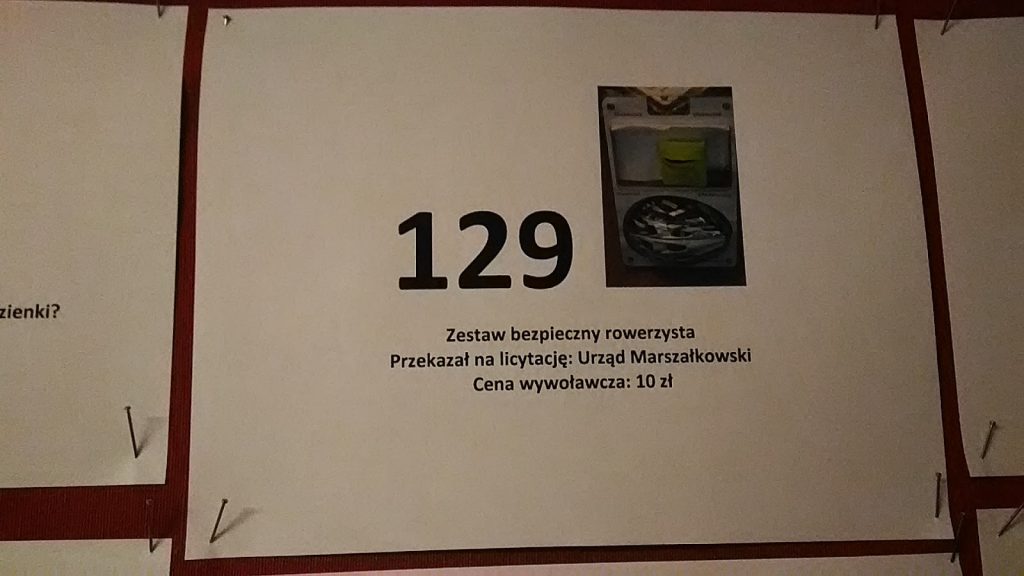 zienki?
129
Zestaw bezpieczny rowerzysta
Przekazał na licytację: Urząd Marszałkowski
Cena wywoławcza: 10 zł